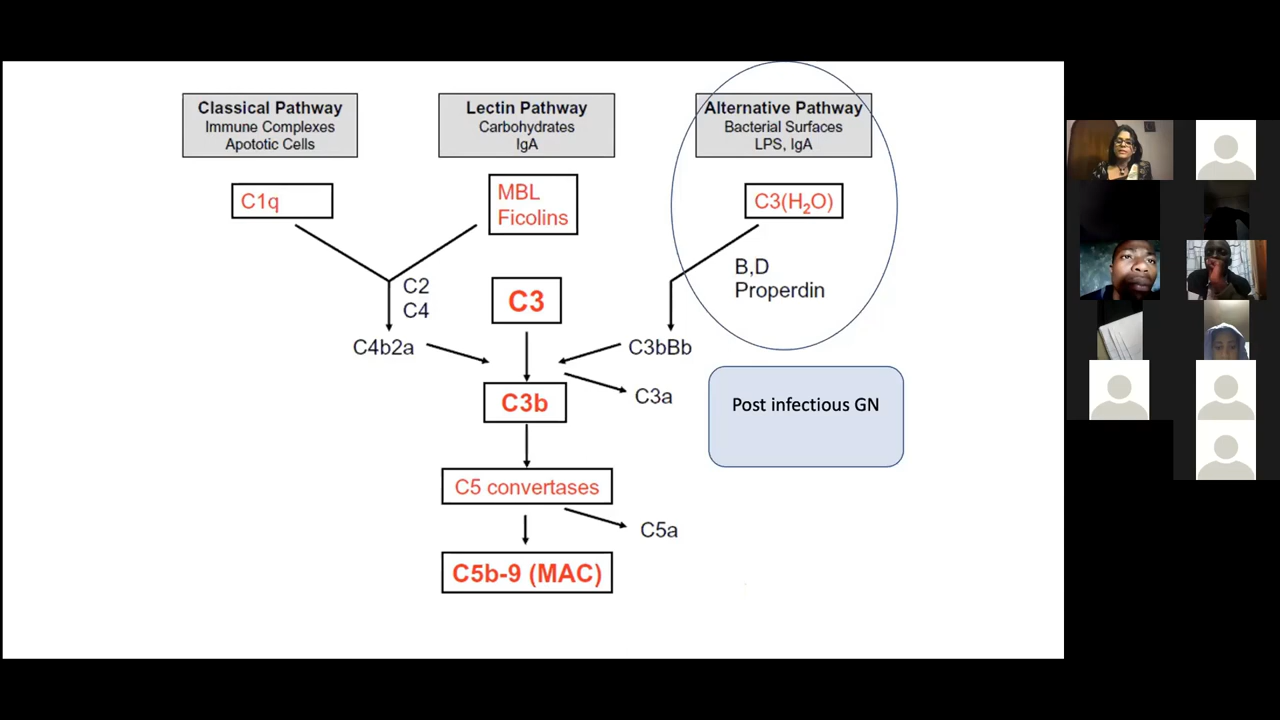 Classical Pathway
Immune Complexes
Apototic Cells
Lectin Pathway
Carbohydrates
IgA
Alternative Pathway
Bacterial Surfaces
LPS, IgA
C1q
MBL
Ficolins
C3(H₂O)
C2
C4
C3
B,D
Properdin
C4b2a
C3bBb
C3a
C3b
Post infectious GN
C5 convertases
C5a
C5b-9 (MAC)